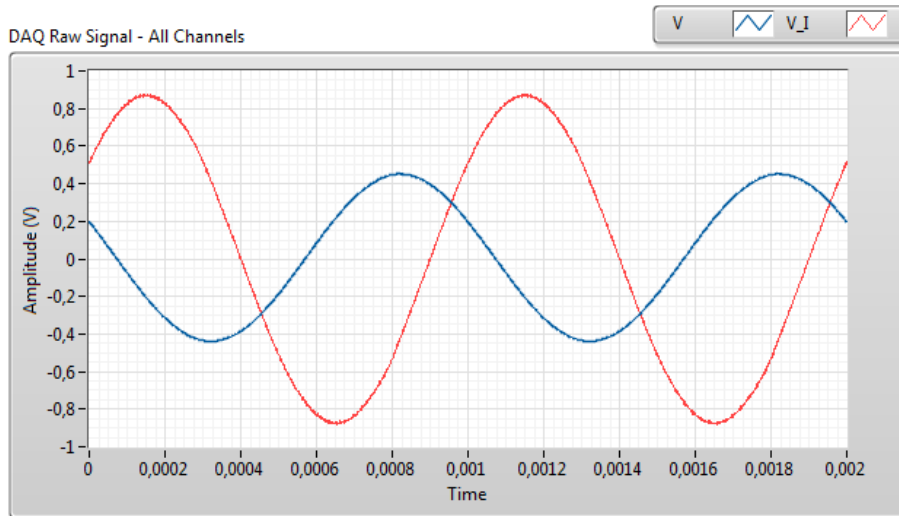 V V_I
DAQ Raw Signal - All Channels
Amplitude (V)
1
0,8
0,6
0,4
0,2
0
-0,2
-0,4
-0,6
-0,8
-1
0 0,0002 0,0004 0,0006 0,0008 0,001 0,0012 0,0014 0,0016 0,0018 0,002
Time